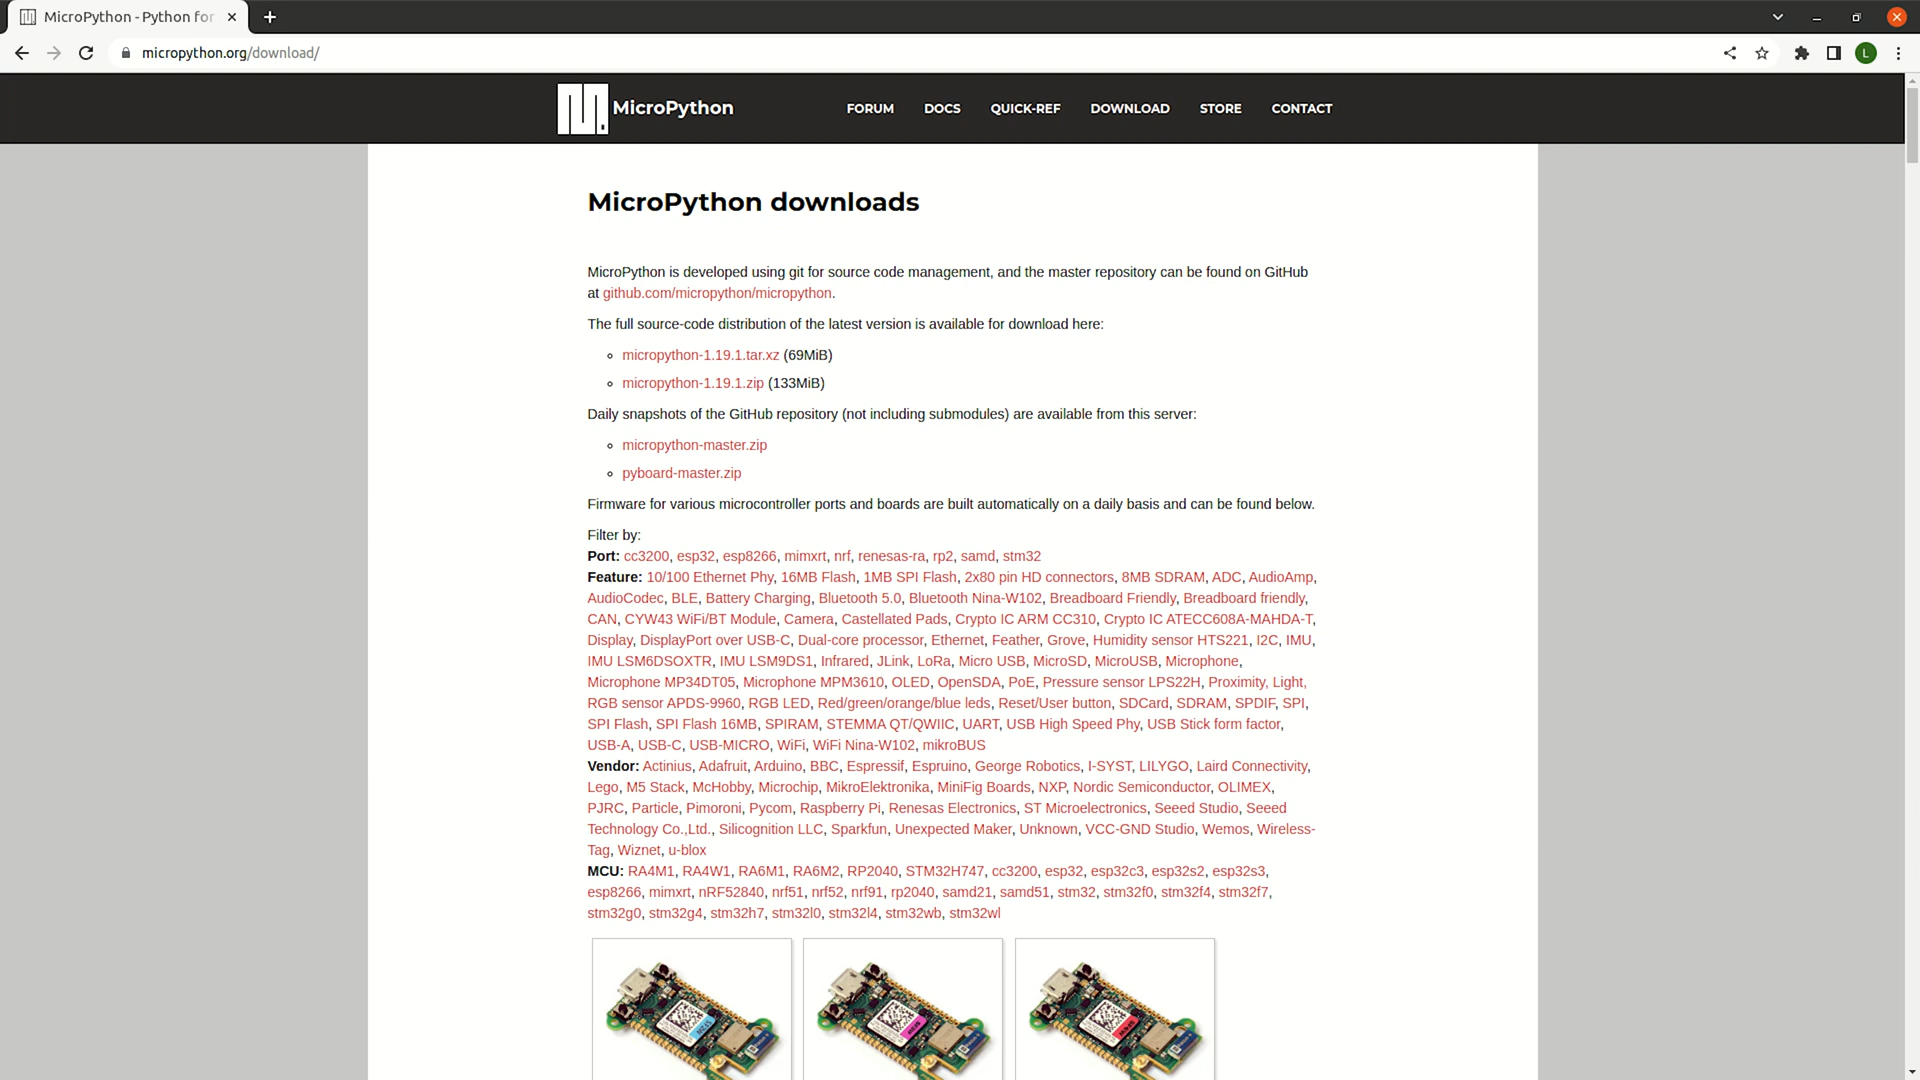 MicroPython - Python for
micropython.org/download/
L
MicroPython
FORUM DOCS QUICK-REF DOWNLOAD STORE CONTACT
MicroPython downloads
MicroPython is developed using git for source code management, and the master repository can be found on GitHub
at github.com/micropython/micropython.
The full source-code distribution of the latest version is available for download here:
micropython-1.19.1.tar.xz (69MiB)
micropython-1.19.1.zip (133MiB)
Daily snapshots of the GitHub repository (not including submodules) are available from this server:
micropython-master.zip
pyboard-master.zip
Firmware for various microcontroller ports and boards are built automatically on a daily basis and can be found below.
Filter by:
Port: cc3200, esp32, esp8266, mimxrt, nrf, renesas-ra, rp2, samd, stm32
Feature: 10/100 Ethernet Phy, 16MB Flash, 1MB SPI Flash, 2x80 pin HD connectors, 8MB SDRAM, ADC, AudioAmp,
AudioCodec, BLE, Battery Charging, Bluetooth 5.0, Bluetooth Nina-W102, Breadboard Friendly, Breadboard friendly,
CAN, CYW43 WiFi/BT Module, Camera, Castellated Pads, Crypto IC ARM CC310, Crypto IC ATECC608A-MAHDA-T,
Display, DisplayPort over USB-C, Dual-core processor, Ethernet, Feather, Grove, Humidity sensor HTS221, I2C, IMU,
IMU LSM6DSOXTR, IMU LSM9DS1, Infrared, JLink, LoRa, Micro USB, MicroSD, MicroUSB, Microphone,
Microphone MP34DT05, Microphone MPM3610, OLED, OpenSDA, PoE, Pressure sensor LPS22H, Proximity, Light,
RGB sensor APDS-9960, RGB LED, Red/green/orange/blue leds, Reset/User button, SDCard, SDRAM, SPDIF, SPI,
SPI Flash, SPI Flash 16MB, SPIRAM, STEMMA QT/QWIIC, UART, USB High Speed Phy, USB Stick form factor,
USB-A, USB-C, USB-MICRO, WiFi, WiFi Nina-W102, mikroBUS
Vendor: Actinius, Adafruit, Arduino, BBC, Espressif, Espruino, George Robotics, I-SYST, LILYGO, Laird Connectivity,
Lego, M5 Stack, McHobby, Microchip, MikroElektronika, MiniFig Boards, NXP, Nordic Semiconductor, OLIMEX,
PJRC, Particle, Pimoroni, Pycom, Raspberry Pi, Renesas Electronics, ST Microelectronics, Seeed Studio, Seeed
Technology Co.,Ltd., Silicognition LLC, Sparkfun, Unexpected Maker, Unknown, VCC-GND Studio, Wemos, Wireless-
Tag, Wiznet, u-blox
MCU: RA4M1, RA4W1, RA6M1, RA6M2, RP2040, STM32H747, cc3200, esp32, esp32c3, esp32s2, esp32s3,
esp8266, mimxrt, nRF52840, nrf51, nrf52, nrf91, rp2040, samd21, samd51, stm32, stm32f0, stm32f4, stm32f7,
stm32g0, stm32g4, stm32h7, stm32l0, stm32l4, stm32wb, stm32wl